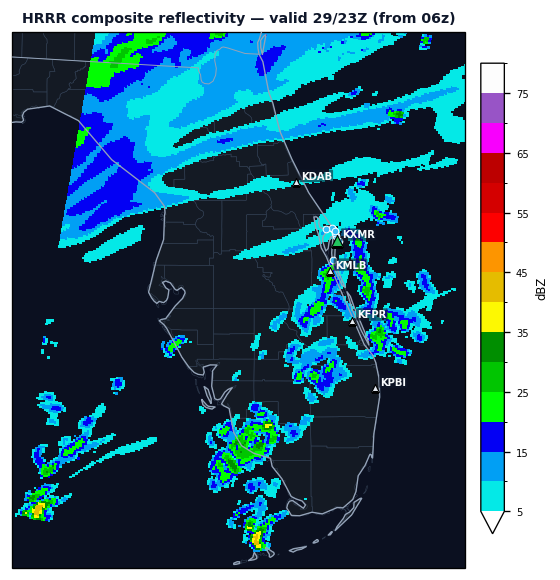 HRRR composite reflectivity — valid 29/23Z (from 06z)
75
65
55
45
35
25
15
5
dBZ
KDAB
KXMR
KMLB
KFPR
KPBI